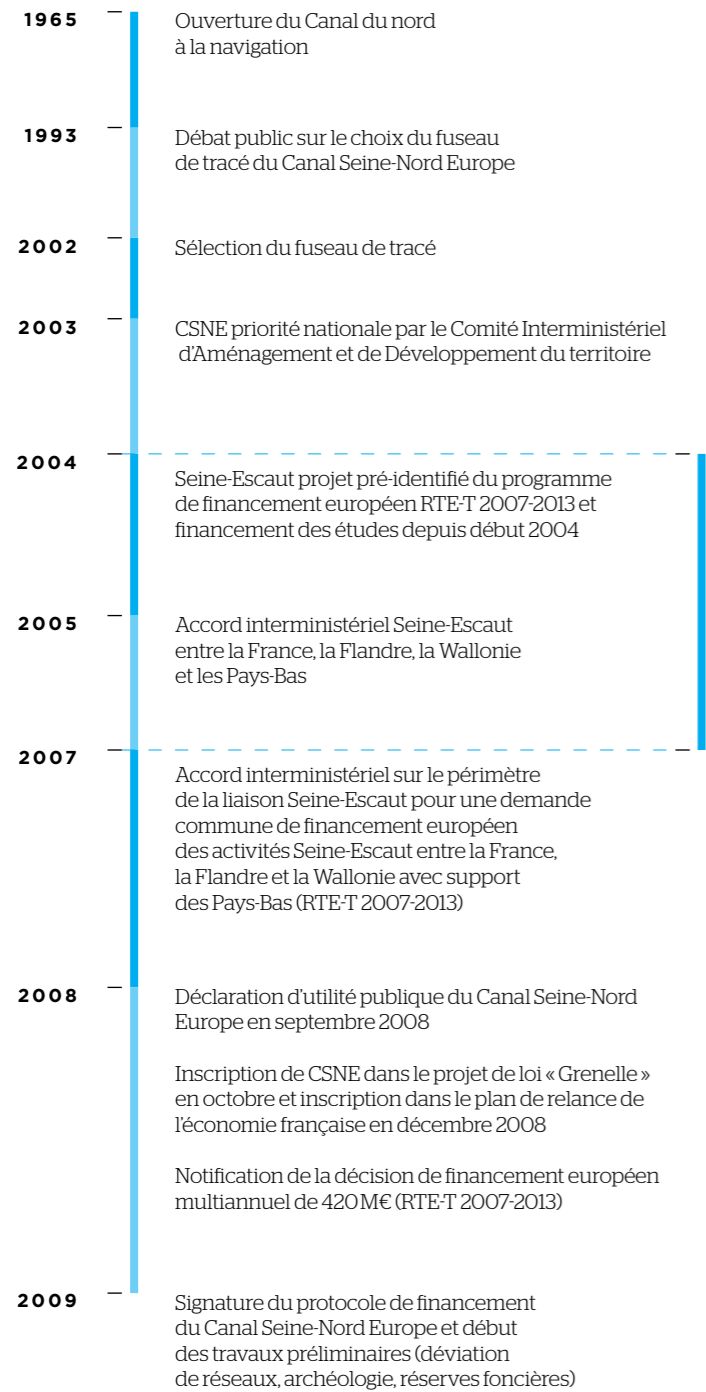 1965
Ouverture du Canal du nord
à la navigation
1993
Débat public sur le choix du fuseau
de tracé du Canal Seine-Nord Europe
2002
Sélection du fuseau de tracé
2003
CSNE priorité nationale par le Comité Interministériel
d'Aménagement et de Développement du territoire
2004
Seine-Escaut projet pré-identifié du programme
de financement européen RTE-T 2007-2013 et
financement des études depuis début 2004
2005
Accord interministériel Seine-Escaut
entre la France, la Flandre, la Wallonie
et les Pays-Bas
2007
Accord interministériel sur le périmètre
de la liaison Seine-Escaut pour une demande
commune de financement européen
des activités Seine-Escaut entre la France,
la Flandre et la Wallonie avec support
des Pays-Bas (RTE-T 2007-2013)
2008
Déclaration d'utilité publique du Canal Seine-Nord
Europe en septembre 2008
Inscription de CSNE dans le projet de loi « Grenelle »
en octobre et inscription dans le plan de relance de
l'économie française en décembre 2008
Notification de la décision de financement européen
multiannuel de 420 M€ (RTE-T 2007-2013)
2009
Signature du protocole de financement
du Canal Seine-Nord Europe et début
des travaux préliminaires (déviation
de réseaux, archéologie, réserves foncières)